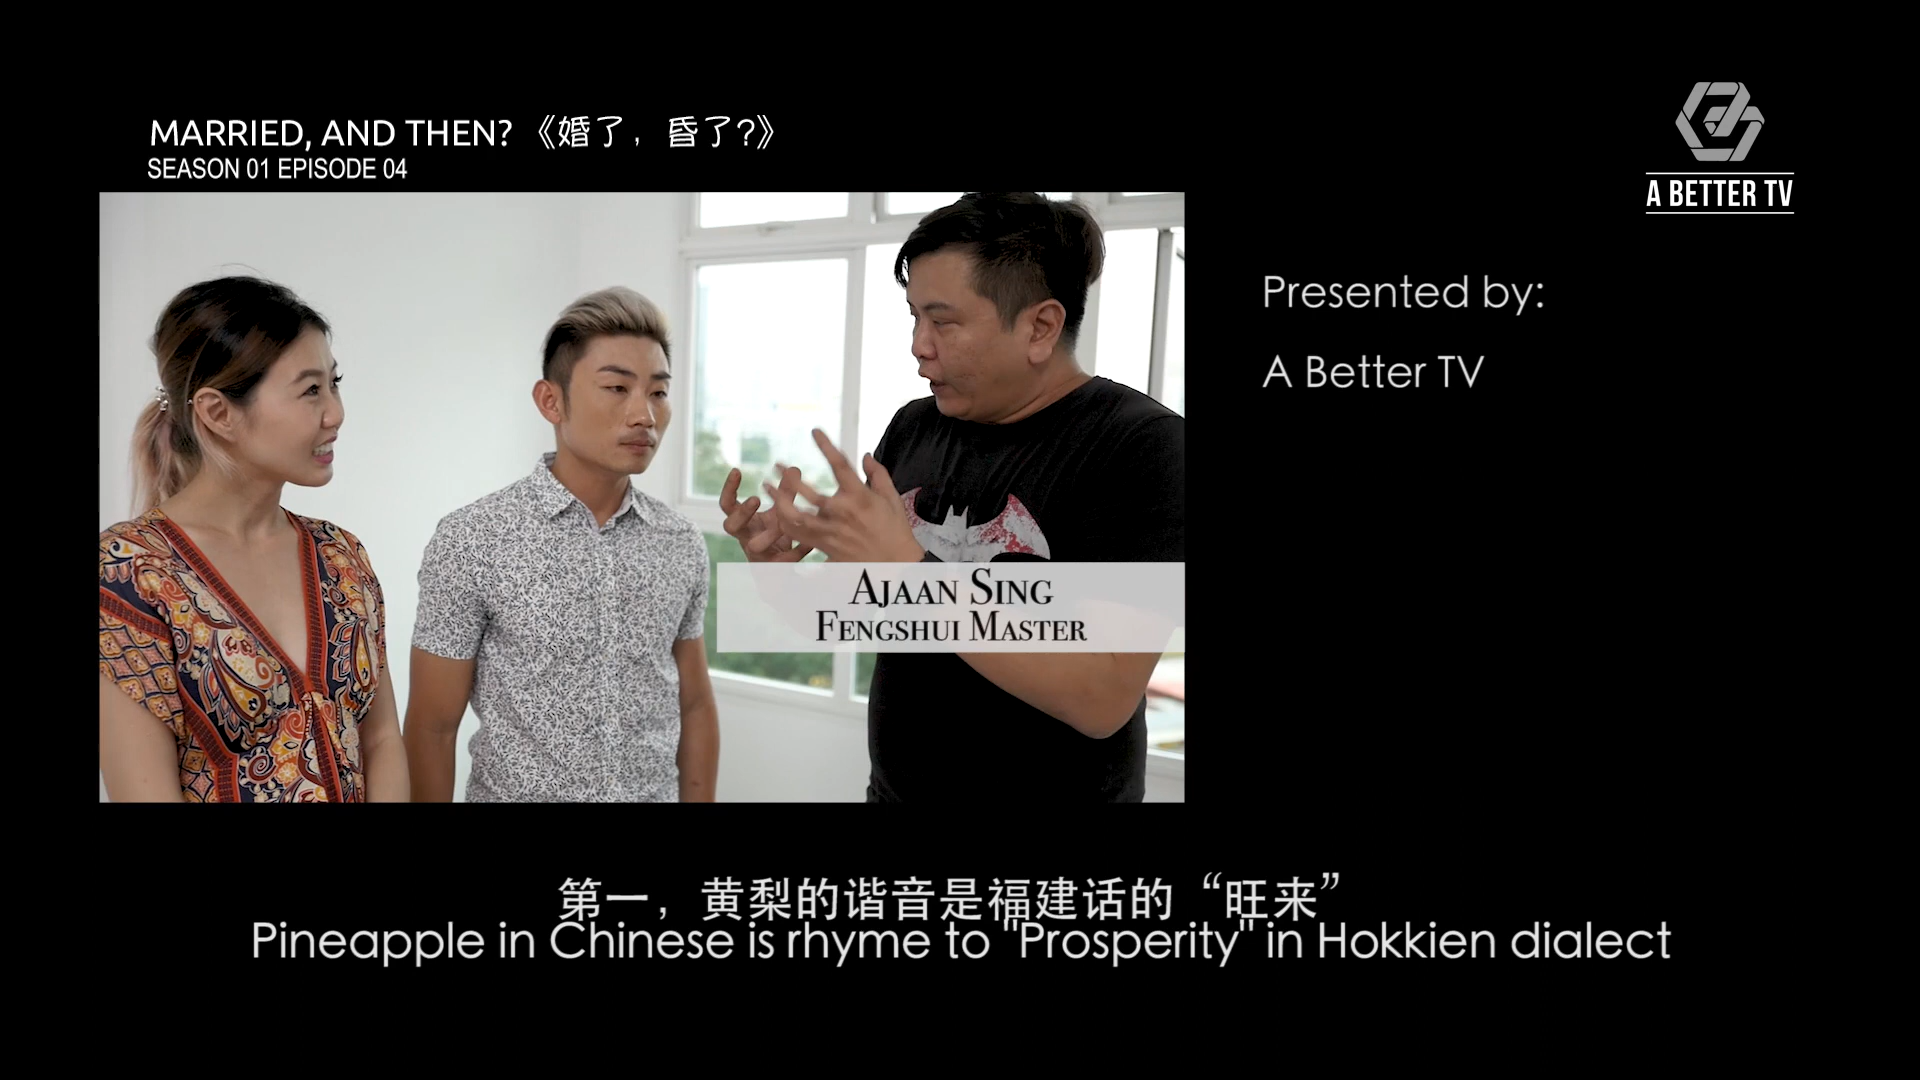 MARRIED, AND THEN?《婚了，昏了?》
SEASON 01 EPISODE 04
A BETTER TV
Presented by:
A Better TV
AJAAN SING
FENGSHUI MASTER
第一，黄梨的谐音是福建话的“旺来”
Pineapple in Chinese is rhyme to "Prosperity" in Hokkien dialect